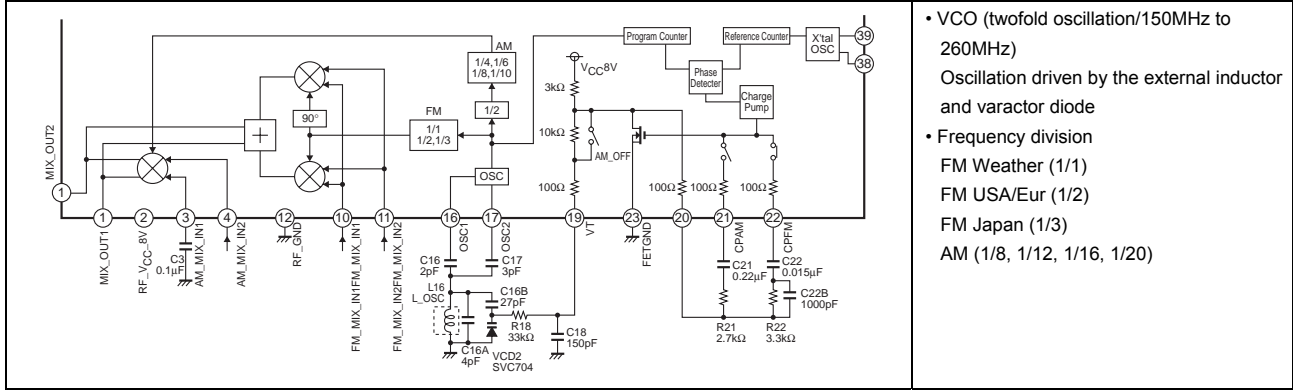 AM
1/4,1/6
1/8,1/10
Program Counter
Reference Counter
X'tal
OSC
39
38
Phase
Detecter
Charge
Pump
VCC8V
3kΩ
10kΩ
AM_OFF
100Ω
100Ω
100Ω
100Ω
90°
FM
1/1
1/2,1/3
1/2
+
OSC
MIX_OUT2
1
1
2
3
4
12
10
11
16
17
19
23
20
21
22
MIX_OUT1
RF_VCC_8V
C3
0.1µF
AM_MIX_IN1
AM_MIX_IN2
RF_GND
FM_MIX_IN1FM_MIX_IN1
FM_MIX_IN2FM_MIX_IN2
OSC1
OSC2
VT
FETGND
CPAM
CPFM
C16
2pF
C17
3pF
L16
L_OSC
C16B
27pF
C16A
4pF
R18
33kΩ
VCD2
SVC704
C18
150pF
C21
0.22µF
C22
0.015µF
C22B
1000pF
R21
2.7kΩ
R22
3.3kΩ
• VCO (twofold oscillation/150MHz to
260MHz)
Oscillation driven by the external inductor
and varactor diode
• Frequency division
FM Weather (1/1)
FM USA/Eur (1/2)
FM Japan (1/3)
AM (1/8, 1/12, 1/16, 1/20)